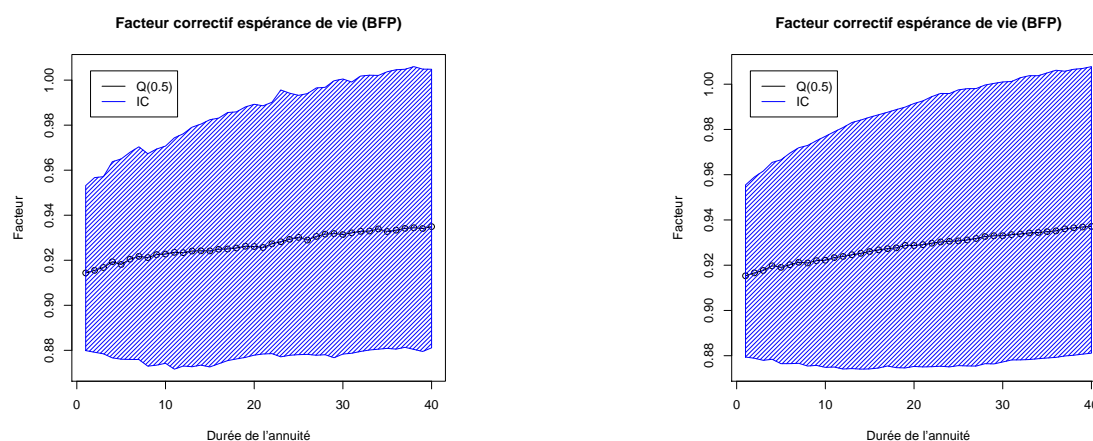 Facteur correctif espérance de vie (BFP)
Q(0.5)
IC
Facteur
0.88 0.90 0.92 0.94 0.96 0.98 1.00
0 10 20 30 40
Durée de l'annuité
Facteur correctif espérance de vie (BFP)
Q(0.5)
IC
Facteur
0.88 0.90 0.92 0.94 0.96 0.98 1.00
0 10 20 30
Durée de l'annuité